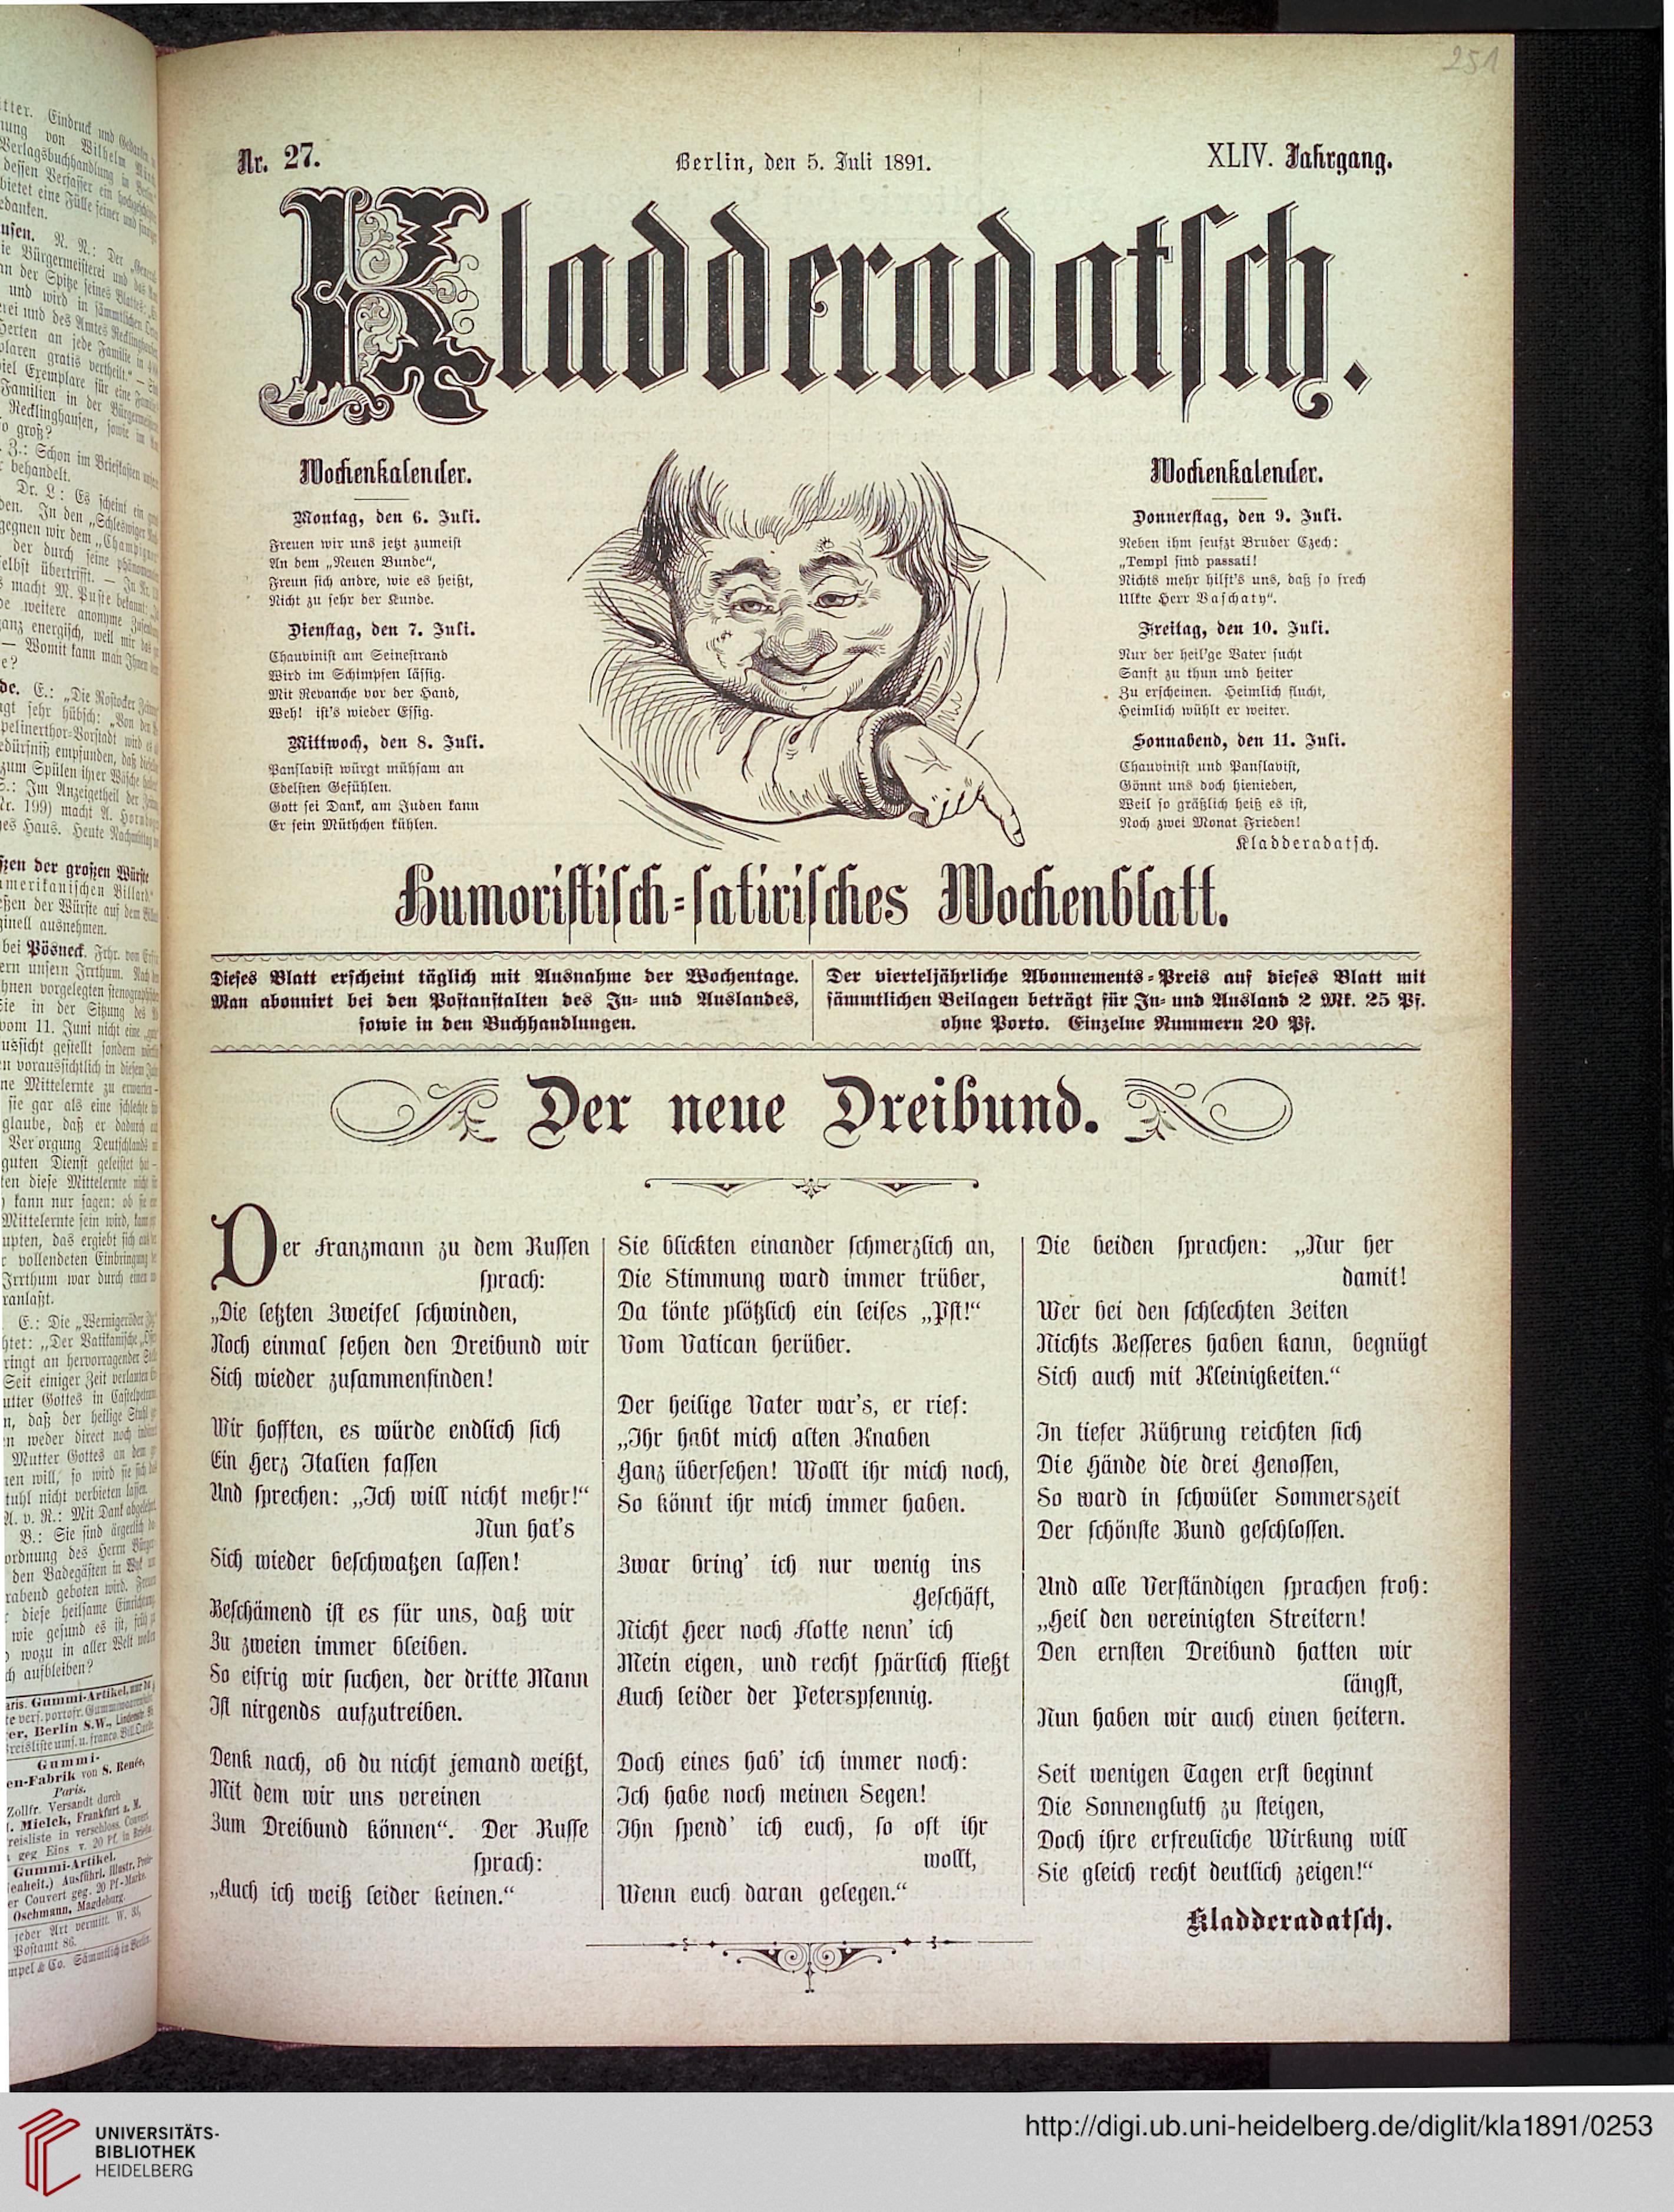 251
Nr. 27.
Berlin, den 5. Juli 1891.
XLIV. Jahrgang.
Kladderadatsch.
Wochenkalender.
Montag, den 6. Juli.
Freuen wir uns jetzt zumeist
An dem „Neuen Bunde“,
Freun sich andre, wie es heißt,
Nicht zu sehr der Kunde.
Dienstag, den 7. Juli.
Chauvinist am Seinestrand
Wird im Schimpfen lässig.
Mit Revanche vor der Hand,
Weh! ist's wieder Essig.
Mittwoch, den 8. Juli.
Panslavist würgt mühsam an
Edelsten Gefühlen.
Gott sei Dank, am Juden kann
Er sein Müthchen kühlen.
Wochenkalender.
Donnerstag, den 9. Juli.
Neben ihm seufzt Bruder Czech:
„Templ sind passati!
Nichts mehr hilft's uns, daß so frech
Ulkte Herr Vaschaty“.
Freitag, den 10. Juli.
Nur der heil'ge Vater sucht
Sanft zu thun und heiter
Zu erscheinen. Heimlich flucht,
Heimlich wühlt er weiter.
Sonnabend, den 11. Juli.
Chauvinist und Panslavist,
Gönnt uns doch hienieden,
Weil so gräßlich heiß es ist,
Noch zwei Monat Frieden!
Kladderadatsch.
Humoristisch-satirisches Wochenblatt.
Dieses Blatt erscheint täglich mit Ausnahme der Wochentage.
Man abonnirt bei den Postanstalten des In- und Auslandes,
sowie in den Buchhandlungen.
Der vierteljährliche Abonnements-Preis auf dieses Blatt mit
sämmtlichen Beilagen beträgt für In- und Ausland 2 Mk. 25 Pf.
ohne Porto. Einzelne Nummern 20 Pf.
Der neue Dreibund.
Der Franzmann zu dem Russen
sprach:
„Die letzten Zweifel schwinden,
Noch einmal sehen den Dreibund wir
Sich wieder zusammenfinden!
Wir hofften, es würde endlich sich
Ein Herz Italien fassen
Und sprechen: „Ich will nicht mehr!“
Nun hat's
Sich wieder beschwatzen lassen!
Beschämend ist es für uns, daß wir
Zu zweien immer bleiben.
So eifrig wir suchen, der dritte Mann
Ist nirgends aufzutreiben.
Denk nach, ob du nicht jemand weißt,
Mit dem wir uns vereinen
Zum Dreibund können“. Der Russe
sprach:
„Auch ich weiß leider keinen.“
Sie blickten einander schmerzlich an,
Die Stimmung ward immer trüber,
Da tönte plötzlich ein leises „Pst!“
Vom Vatican herüber.
Der heilige Vater war's, er rief:
„Ihr habt mich alten Knaben
Ganz übersehen! Wollt ihr mich noch,
So könnt ihr mich immer haben.
Zwar bring' ich nur wenig ins
Geschäft,
Nicht Heer noch Flotte nenn' ich
Mein eigen, und recht spärlich fließt
Auch leider der Peterspfennig.
Doch eines hab' ich immer noch:
Ich habe noch meinen Segen!
Ihn spend' ich euch, so oft ihr
wollt,
Wenn euch daran gelegen.“
Die beiden sprachen: „Nur her
damit!
Wer bei den schlechten Zeiten
Nichts Besseres haben kann, begnügt
Sich auch mit Kleinigkeiten.“
In tiefer Rührung reichten sich
Die Hände die drei Genossen,
So ward in schwüler Sommerszeit
Der schönste Bund geschlossen.
Und alle Verständigen sprachen froh:
„Heil den vereinigten Streitern!
Den ernsten Dreibund hatten wir
längst,
Nun haben wir auch einen heitern.
Seit wenigen Tagen erst beginnt
Die Sonnengluth zu steigen,
Doch ihre erfreuliche Wirkung will
Sie gleich recht deutlich zeigen!“
Kladderadatsch.
UNIVERSITÄTS-
BIBLIOTHEK
HEIDELBERG
http://digi.ub.uni-heidelberg.de/diglit/kla1891/0253